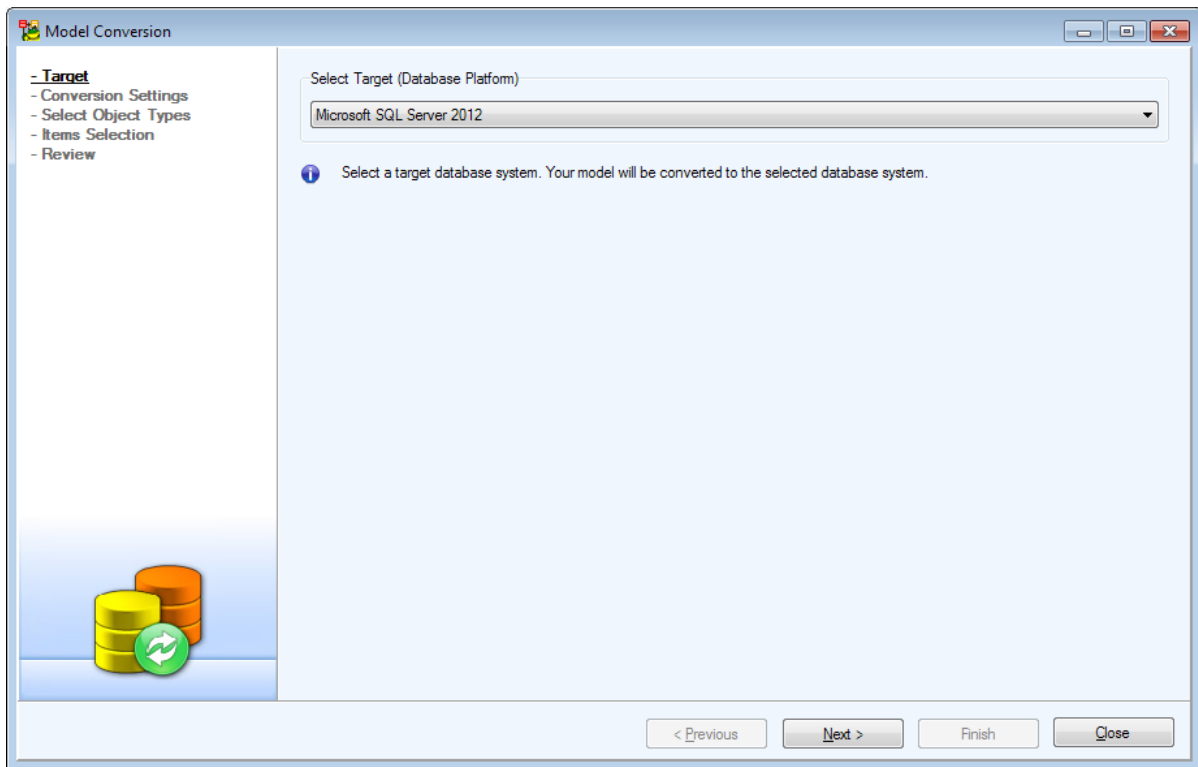 Model Conversion
- Target
- Conversion Settings
- Select Object Types
- Items Selection
- Review
Select Target (Database Platform)
Microsoft SQL Server 2012
Select a target database system. Your model will be converted to the selected database system.
< Previous
Next >
Finish
Close